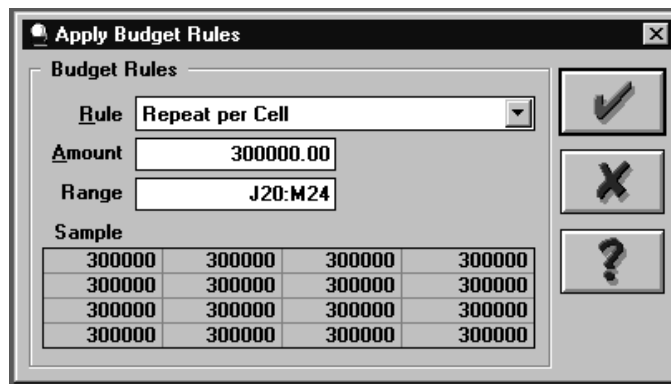 Apply Budget Rules
Budget Rules
Rule Repeat per Cell
Amount 300000.00
Range J20:M24
Sample
300000 300000 300000 300000
300000 300000 300000 300000
300000 300000 300000 300000
300000 300000 300000 300000